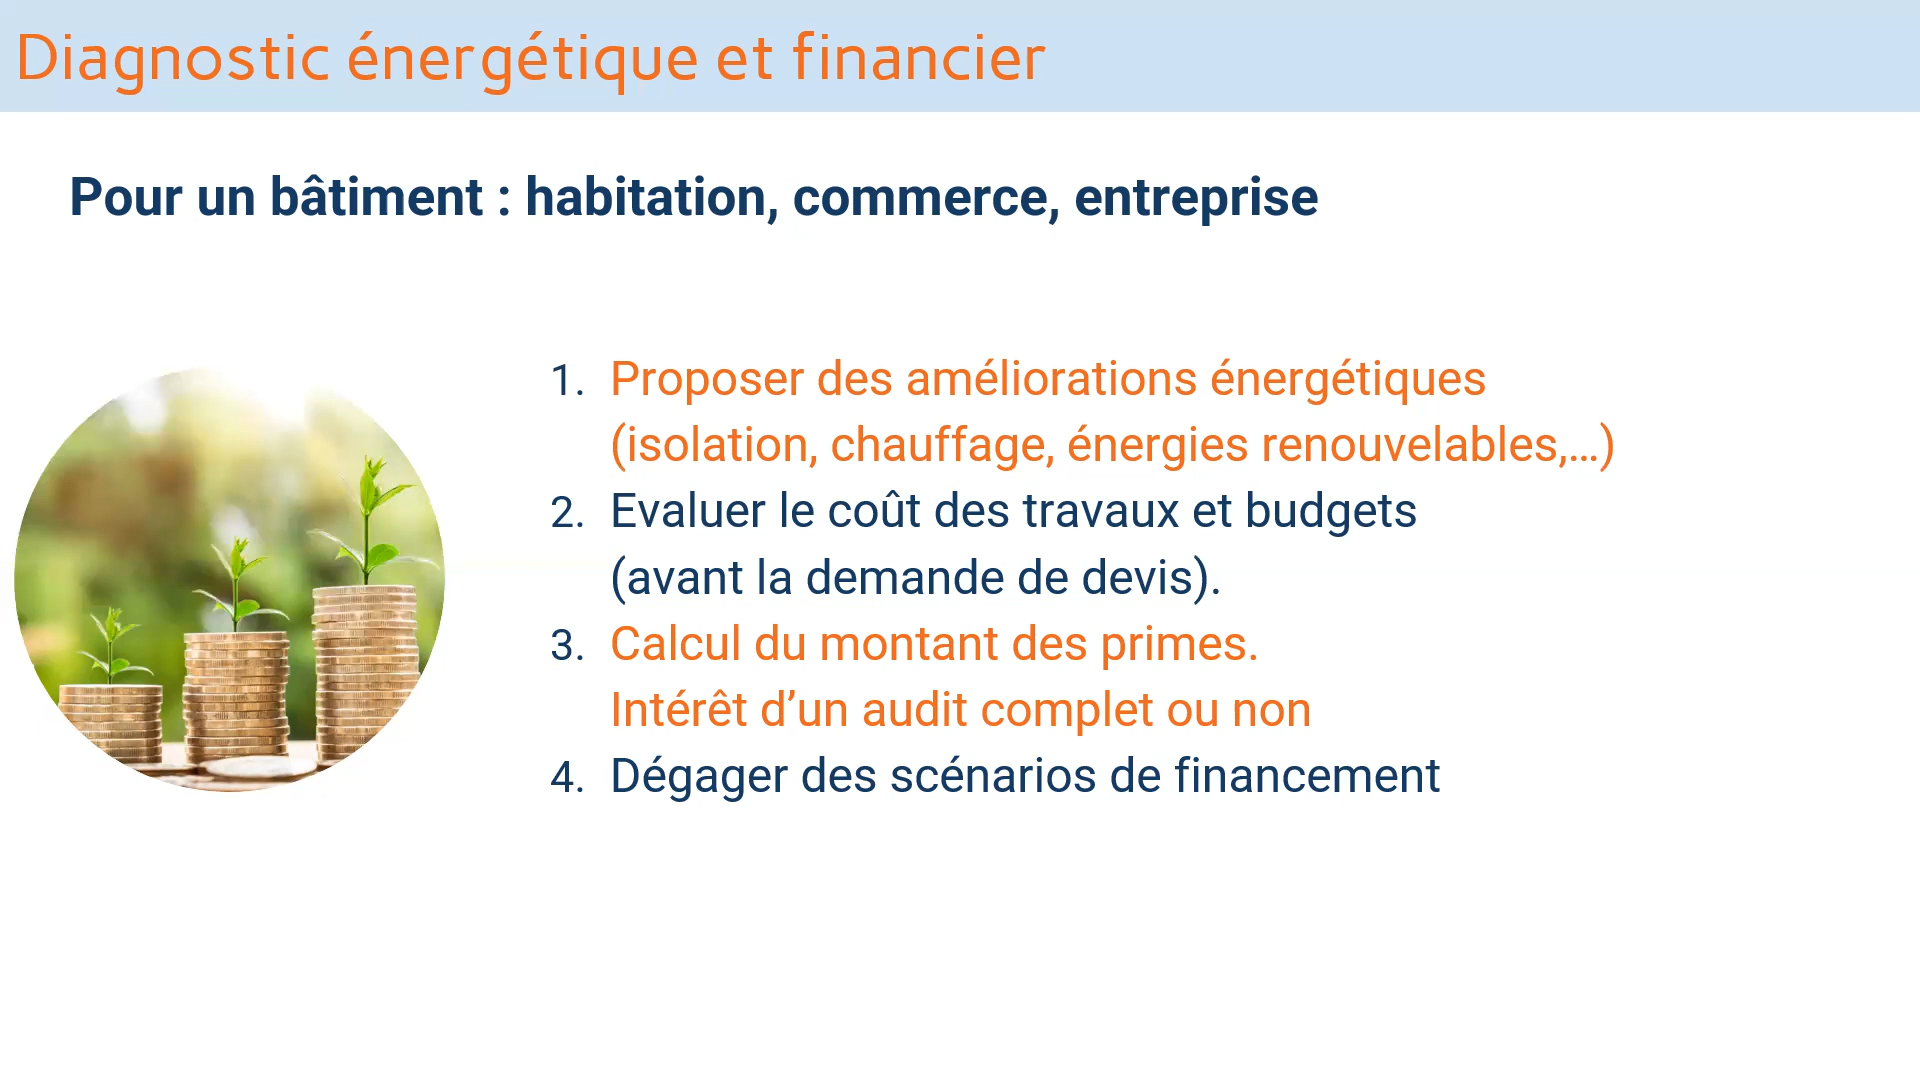 Diagnostic énergétique et financier
Pour un bâtiment : habitation, commerce, entreprise
1. Proposer des améliorations énergétiques
(isolation, chauffage, énergies renouvelables,...)
2. Evaluer le coût des travaux et budgets
(avant la demande de devis).
3. Calcul du montant des primes.
Intérêt d’un audit complet ou non
4. Dégager des scénarios de financement